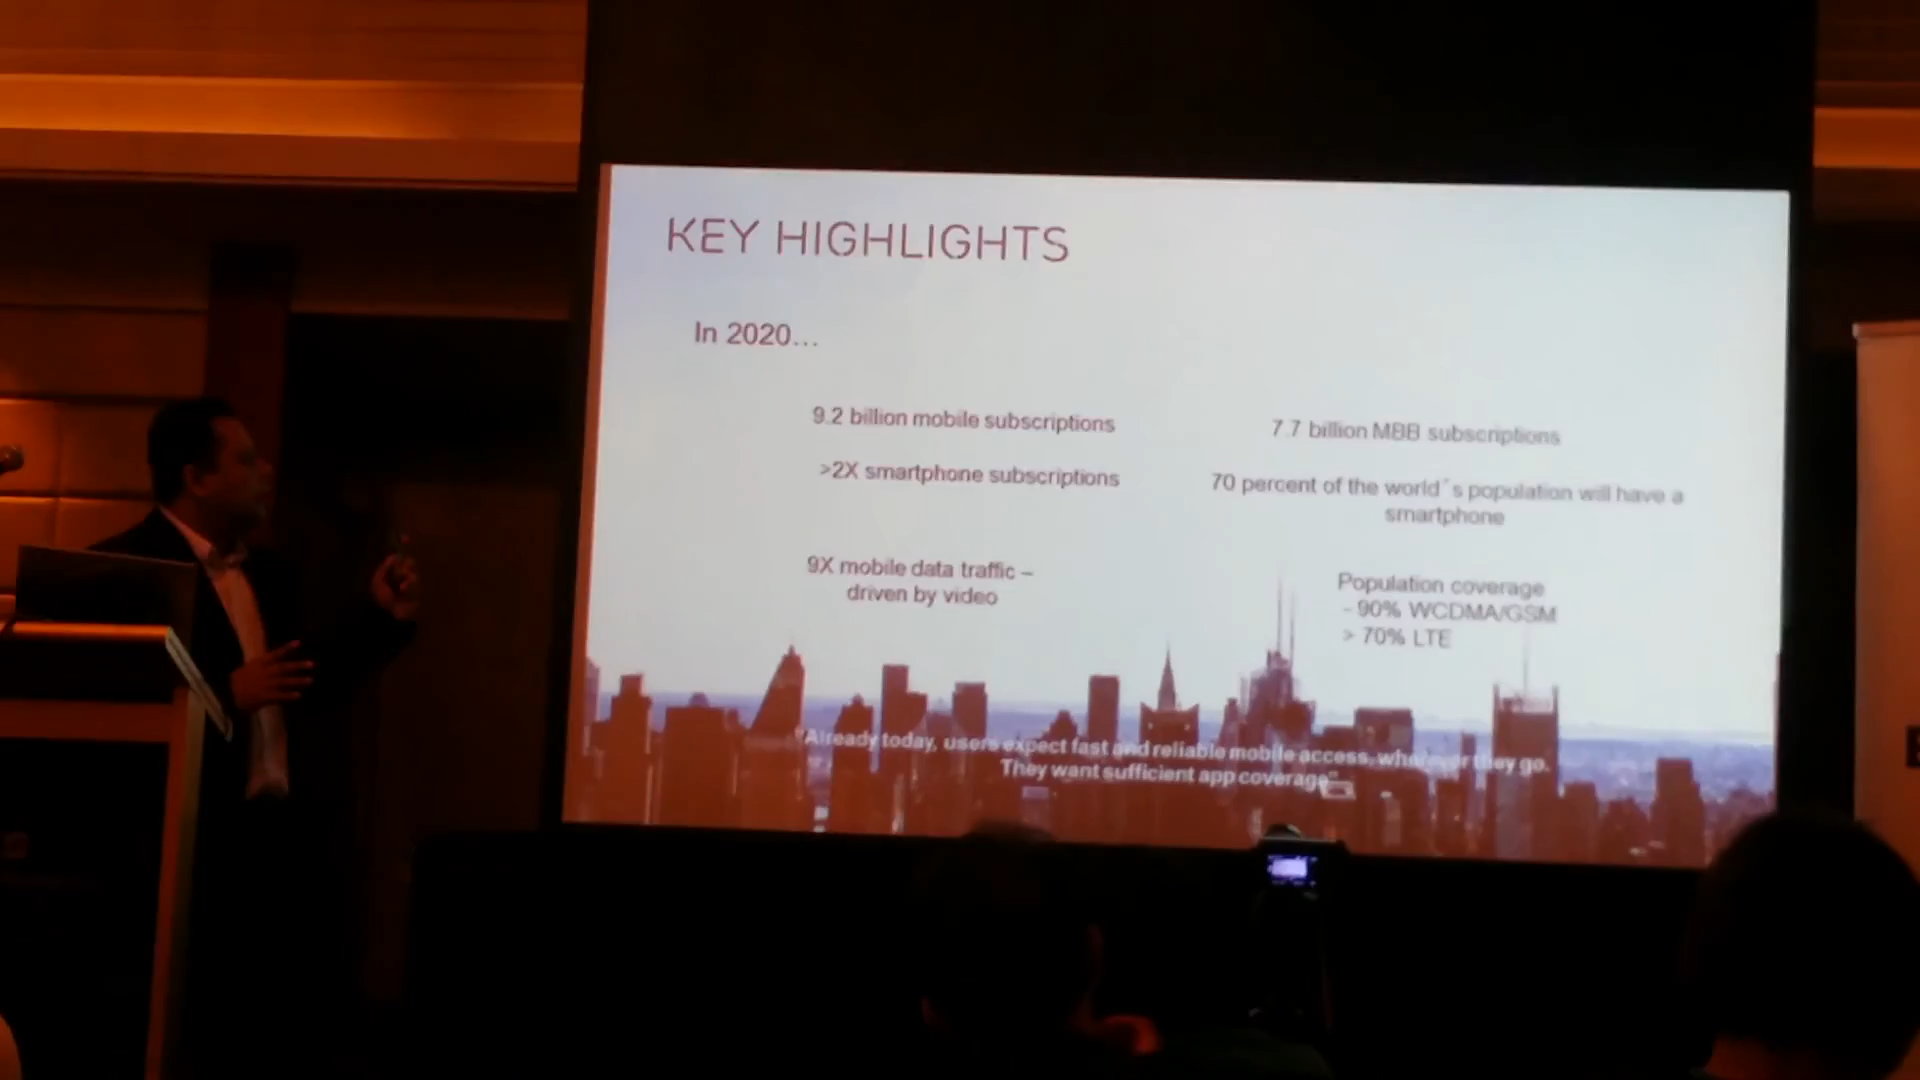 KEY HIGHLIGHTS
In 2020...
9.2 billion mobile subscriptions
>2X smartphone subscriptions
9X mobile data traffic –
driven by video
7.7 billion MBB subscriptions
70 percent of the world´s population will have a
smartphone
Population coverage
- 90% WCDMA/GSM
> 70% LTE
"Already today, users expect fast and reliable mobile access, wherever they go.
They want sufficient app coverage"